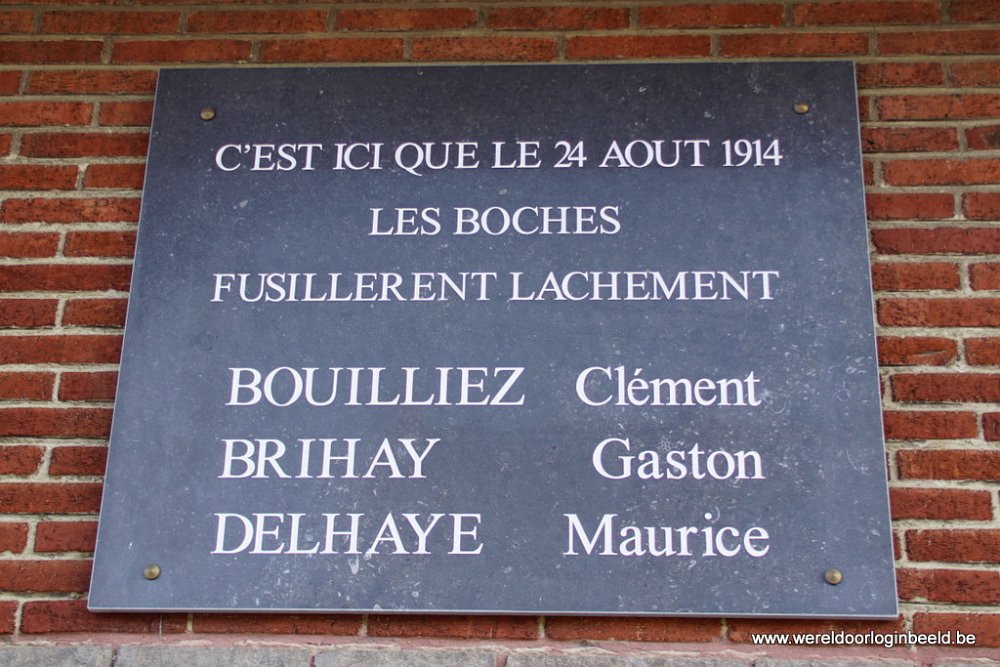 C'EST ICI QUE LE 24 AOUT 1914
LES BOCHES
FUSILLERENT LACHEMENT
BOUILLIEZ Clément
BRIHAY Gaston
DELHAYE Maurice
www.wereldoorloginbeeld.be